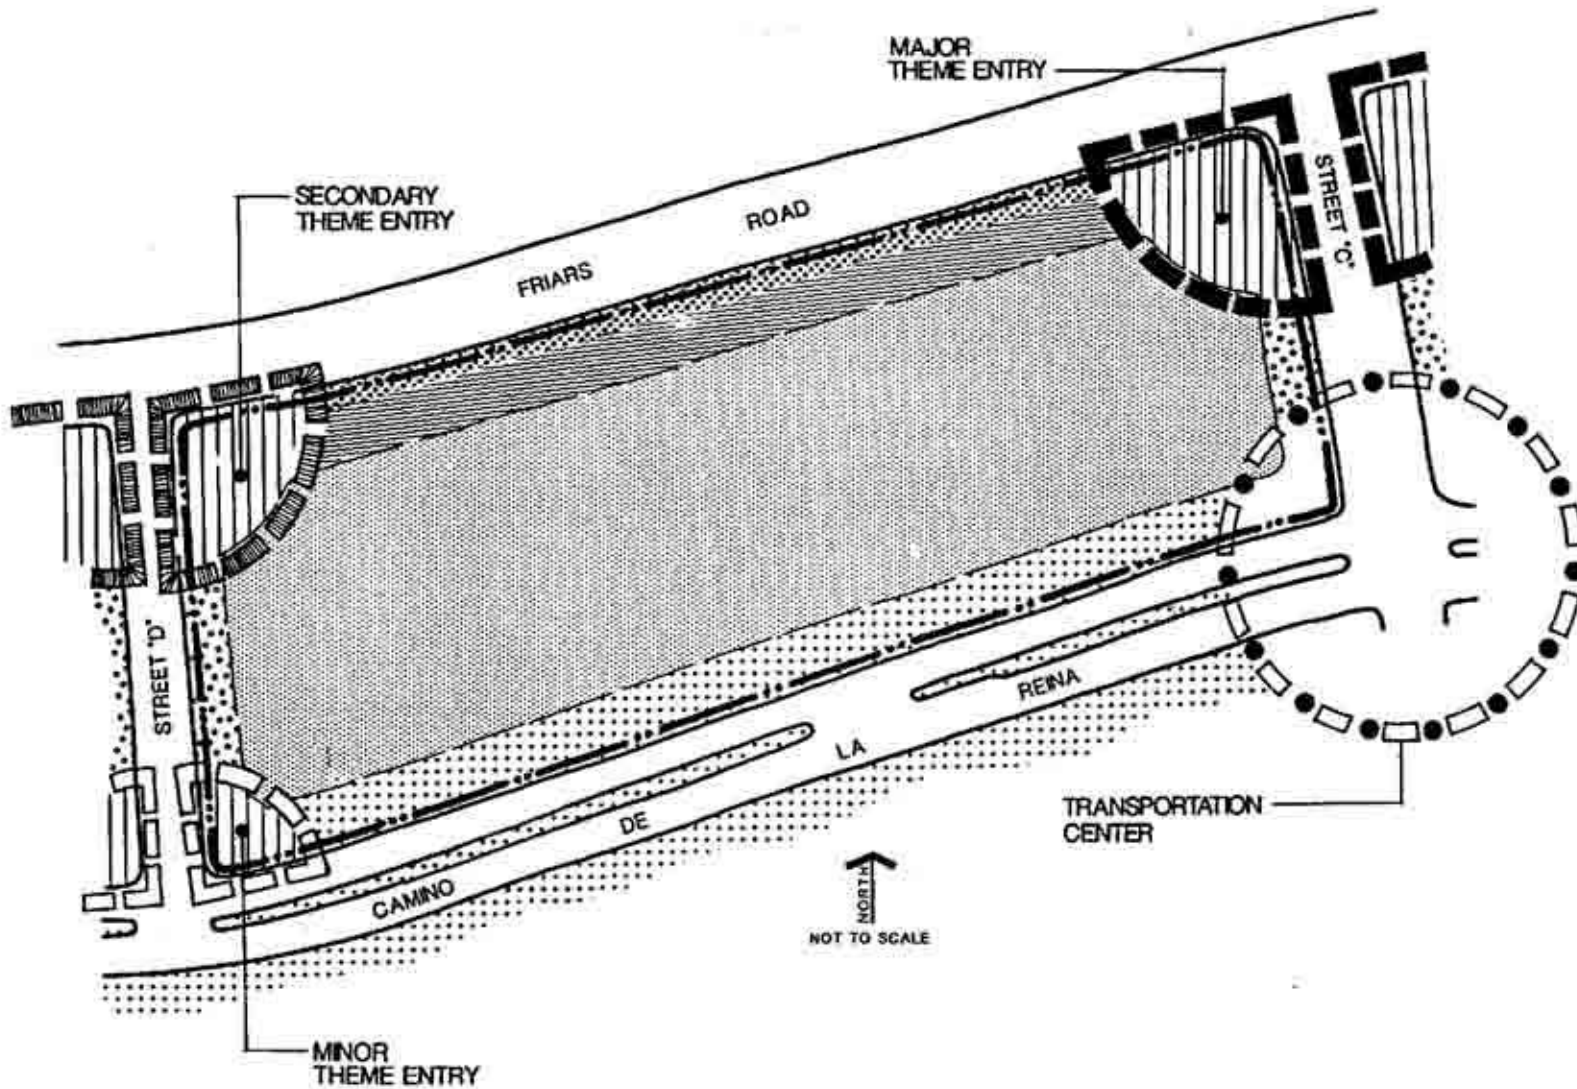 MAJOR
THEME ENTRY
SECONDARY
THEME ENTRY
FRIARS ROAD
STREET "C"
STREET "D"
CAMINO DE LA REINA
TRANSPORTATION
CENTER
NORTH
NOT TO SCALE
MINOR
THEME ENTRY